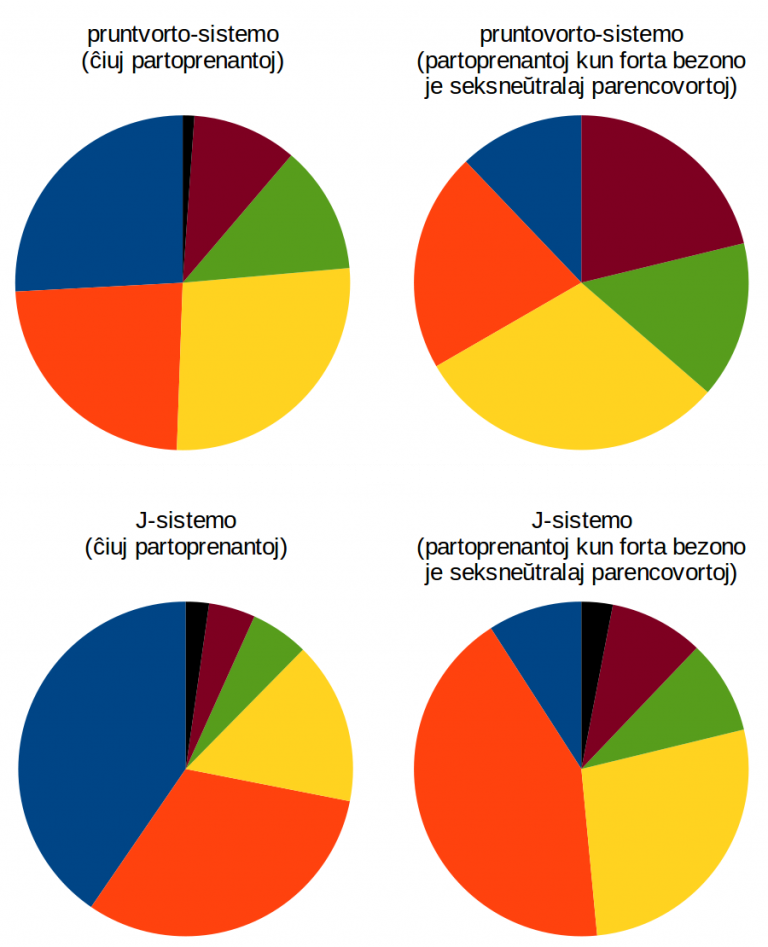 pruntvorto-sistemo
(ĉiuj partoprenantoj)
pruntovorto-sistemo
(partoprenantoj kun forta bezono
je seksneŭtralaj parencovortoj)
J-sistemo
(ĉiuj partoprenantoj)
J-sistemo
(partoprenantoj kun forta bezono
je seksneŭtralaj parencovortoj)